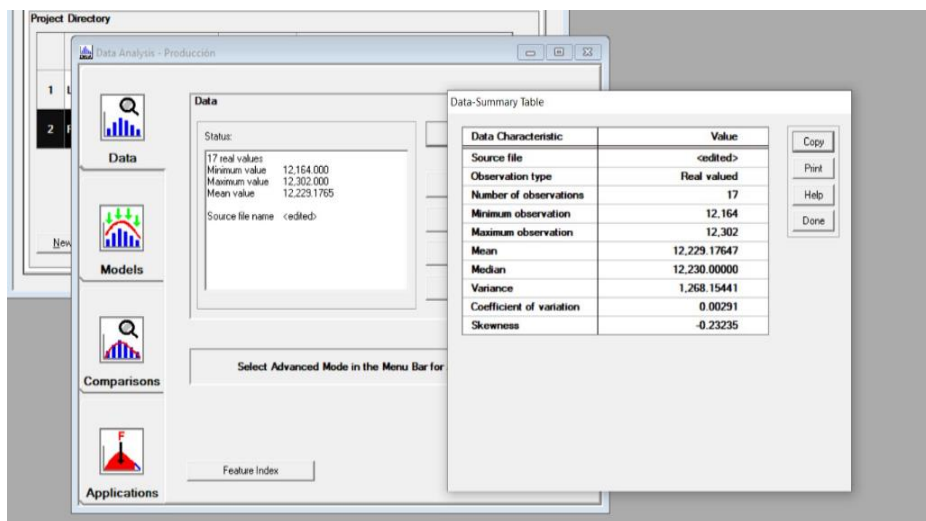 Project Directory
Data Analysis - Producción
1 L
2
New
Data
Models
Comparisons
Applications
Data
Status:
17 real values
Minimum value 12,164.000
Maximum value 12,302.000
Mean value 12,229.1765
Source file name <edited>
Select Advanced Mode in the Menu Bar for
Feature Index
Data-Summary Table
Data Characteristic Value
Source file <edited>
Observation type Real valued
Number of observations 17
Minimum observation 12,164
Maximum observation 12,302
Mean 12,229.17647
Median 12,230.00000
Variance 1,268.15441
Coefficient of variation 0.00291
Skewness -0.23235
Copy
Print
Help
Done